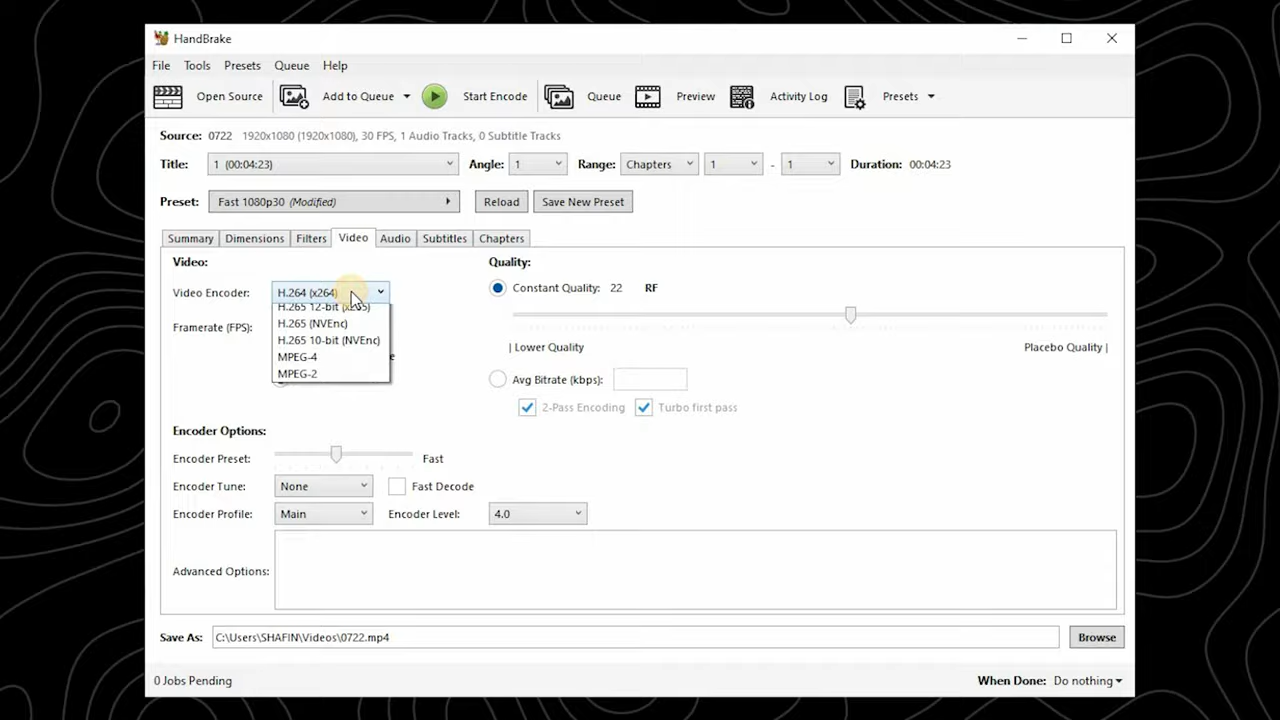 HandBrake
File Tools Presets Queue Help
Open Source Add to Queue Start Encode Queue Preview Activity Log Presets
Source: 0722 1920x1080 (1920x1080), 30 FPS, 1 Audio Tracks, 0 Subtitle Tracks
Title: 1 (00:04:23) Angle: 1 Range: Chapters 1 - 1 Duration: 00:04:23
Preset: Fast 1080p30 (Modified) Reload Save New Preset
Summary Dimensions Filters Video Audio Subtitles Chapters
Video: Quality:
Video Encoder: H.264 (x264) Constant Quality: 22 RF
H.265 12-bit (x265)
Framerate (FPS): H.265 (NVEnc)
H.265 10-bit (NVEnc)
| Lower Quality Placebo Quality |
MPEG-4
MPEG-2
Avg Bitrate (kbps):
2-Pass Encoding Turbo first pass
Encoder Options:
Encoder Preset: Fast
Encoder Tune: None Fast Decode
Encoder Profile: Main Encoder Level: 4.0
Advanced Options:
Save As: C:\Users\SHAFIN\Videos\0722.mp4 Browse
0 Jobs Pending When Done: Do nothing